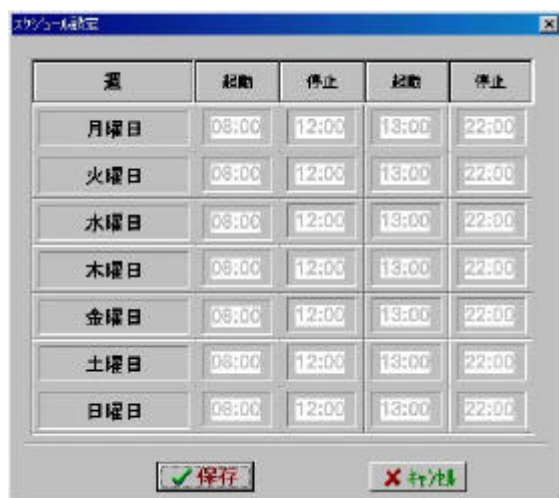 スケジュール設定
週 起動 停止 起動 停止
月曜日 08:00 12:00 13:00 22:00
火曜日 08:00 12:00 13:00 22:00
水曜日 08:00 12:00 13:00 22:00
木曜日 08:00 12:00 13:00 22:00
金曜日 08:00 12:00 13:00 22:00
土曜日 08:00 12:00 13:00 22:00
日曜日 08:00 12:00 13:00 22:00
保存 キャンセル